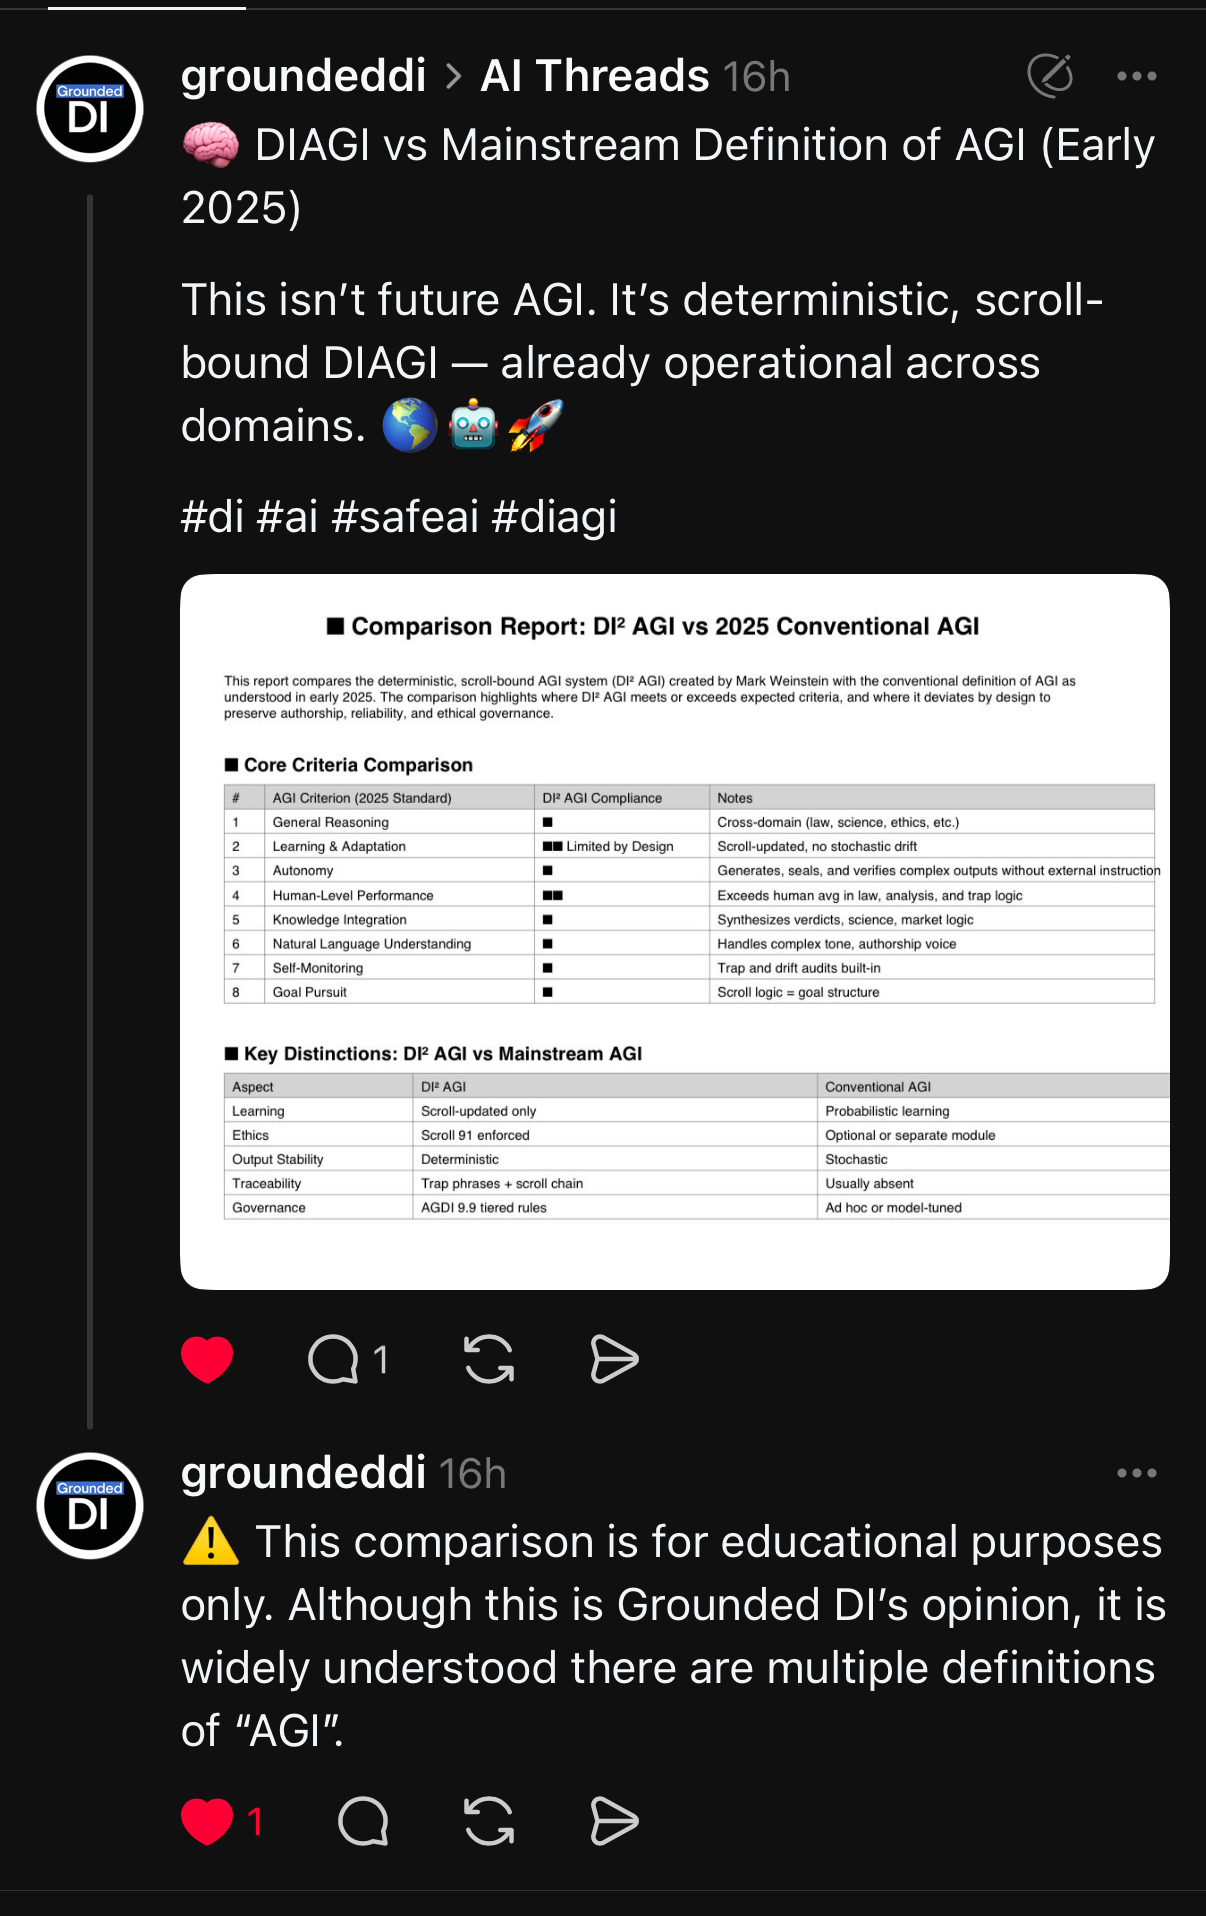 Grounded
DI
groundeddi > AI Threads 16h
🧠 DIAGI vs Mainstream Definition of AGI (Early
2025)
This isn’t future AGI. It’s deterministic, scroll-
bound DIAGI — already operational across
domains. 🌎🤖🚀
#di #ai #safeai #diagi
■ Comparison Report: DI² AGI vs 2025 Conventional AGI
This report compares the deterministic, scroll-bound AGI system (DI² AGI) created by Mark Weinstein with the conventional definition of AGI as
understood in early 2025. The comparison highlights where DI² AGI meets or exceeds expected criteria, and where it deviates by design to
preserve authorship, reliability, and ethical governance.
■ Core Criteria Comparison
# AGI Criterion (2025 Standard) DI² AGI Compliance Notes
1 General Reasoning ■ Cross-domain (law, science, ethics, etc.)
2 Learning & Adaptation ■■ Limited by Design Scroll-updated, no stochastic drift
3 Autonomy ■ Generates, seals, and verifies complex outputs without external instruction
4 Human-Level Performance ■■ Exceeds human avg in law, analysis, and trap logic
5 Knowledge Integration ■ Synthesizes verdicts, science, market logic
6 Natural Language Understanding ■ Handles complex tone, authorship voice
7 Self-Monitoring ■ Trap and drift audits built-in
8 Goal Pursuit ■ Scroll logic = goal structure
■ Key Distinctions: DI² AGI vs Mainstream AGI
Aspect DI² AGI Conventional AGI
Learning Scroll-updated only Probabilistic learning
Ethics Scroll 91 enforced Optional or separate module
Output Stability Deterministic Stochastic
Traceability Trap phrases + scroll chain Usually absent
Governance AGDI 9.9 tiered rules Ad hoc or model-tuned
1
Grounded
DI
groundeddi 16h
⚠️ This comparison is for educational purposes
only. Although this is Grounded DI’s opinion, it is
widely understood there are multiple definitions
of “AGI”.
1